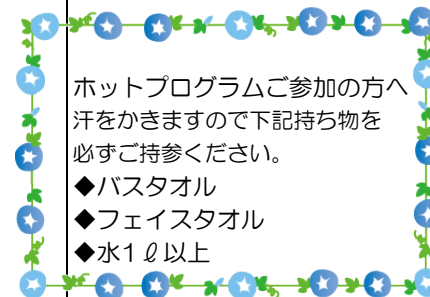 ホットプログラムご参加の方へ
汗をかきますので下記持ち物を
必ずご持参ください。
◆バスタオル
◆フェイスタオル
◆水1ℓ以上